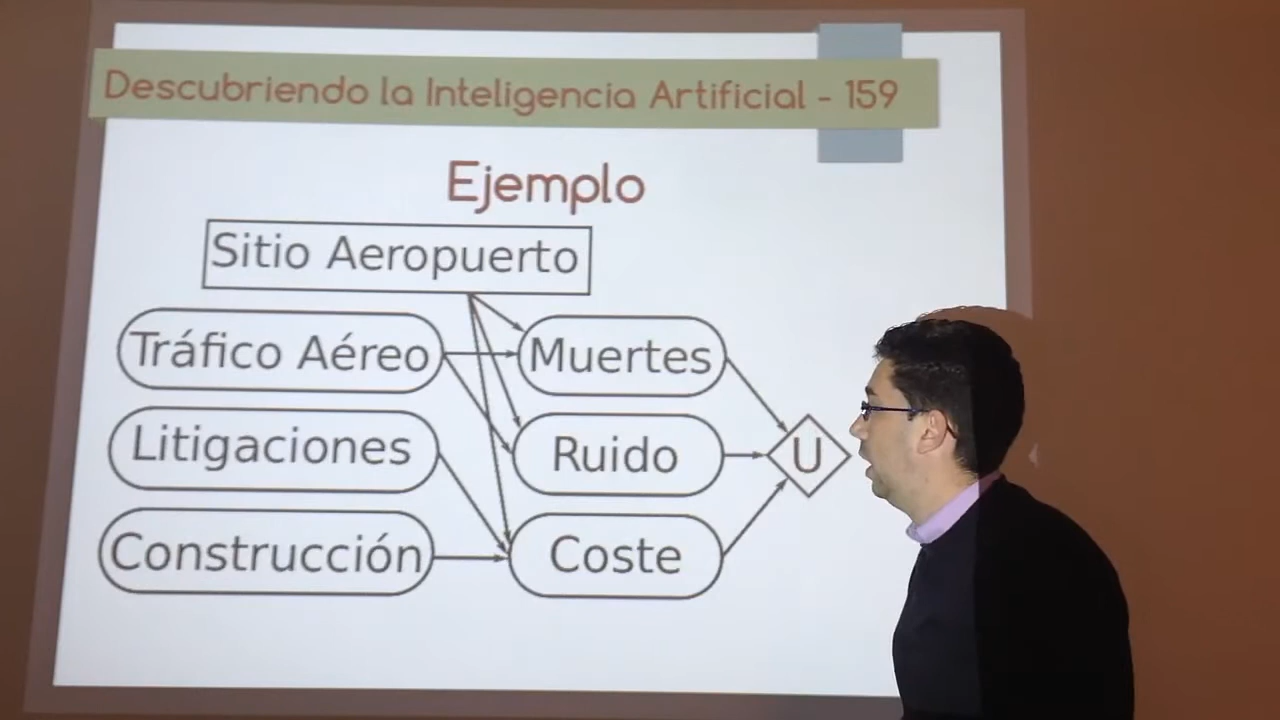 Descubriendo la Inteligencia Artificial - 159
Ejemplo
Sitio Aeropuerto
Tráfico Aéreo
Muertes
Litigaciones
Ruido
U
Construcción
Coste